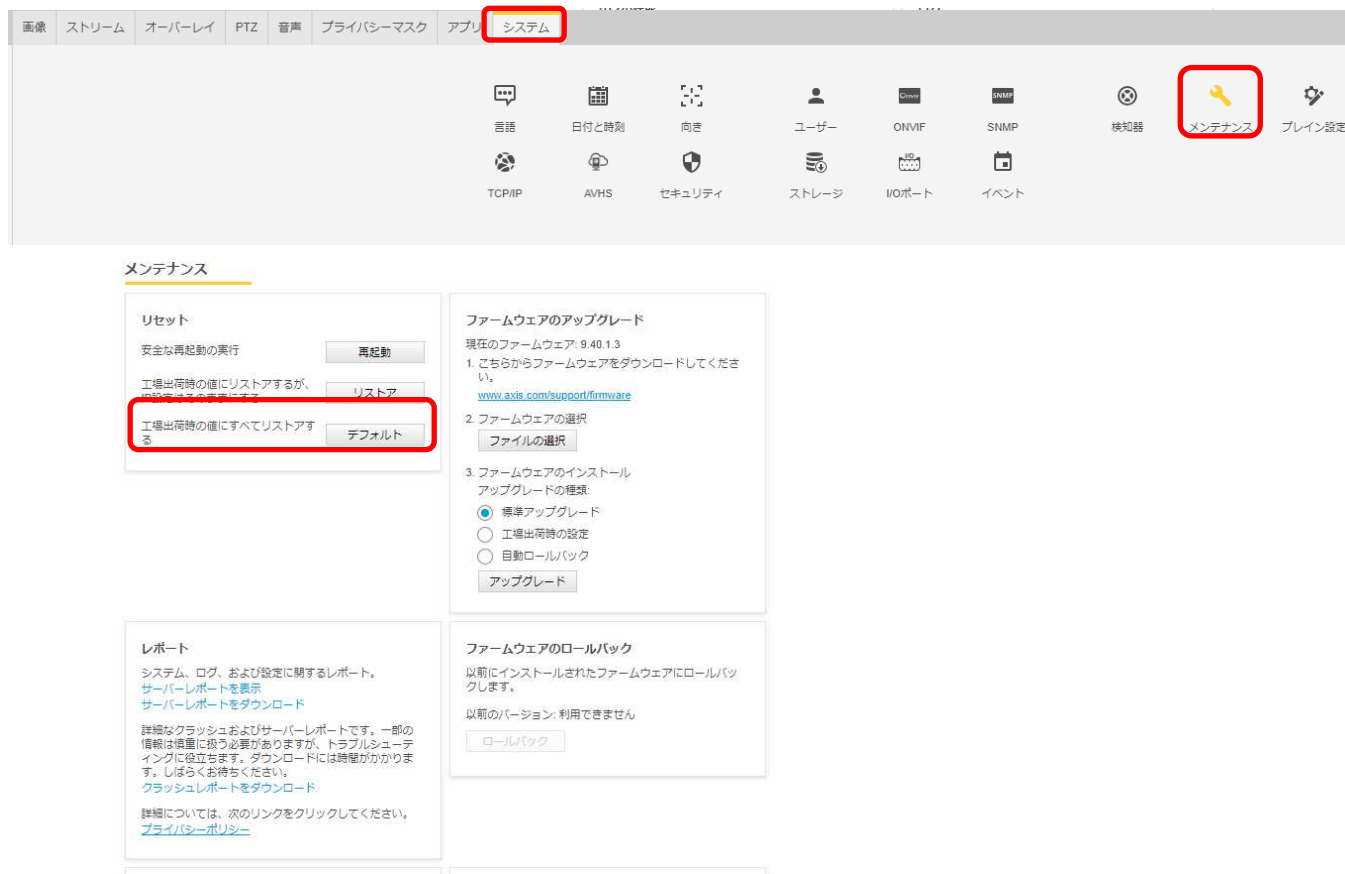 画像 ストリーム オーバーレイ PTZ 音声 プライバシーマスク アプリ システム
言語 日付と時刻 向き ユーザー ONVIF SNMP 検知器 メンテナンス プレイン設定
SNMP
I/O
TCP/IP AVHS セキュリティ ストレージ I/Oポート イベント
メンテナンス
リセット
安全な再起動の実行 再起動
工場出荷時の値にリストアするが、
IP設定はそのままにする リストア
工場出荷時の値にすべてリストアす
る デフォルト
ファームウェアのアップグレード
現在のファームウェア: 9.40.1.3
1. こちらからファームウェアをダウンロードしてくださ
い。
www.axis.com/support/firmware
2. ファームウェアの選択
ファイルの選択
3. ファームウェアのインストール
アップグレードの種類:
標準アップグレード
工場出荷時の設定
自動ロールバック
アップグレード
レポート
システム、ログ、および設定に関するレポート。
サーバーレポートを表示
サーバーレポートをダウンロード
詳細なクラッシュおよびサーバーレポートです。一部の
情報は慎重に扱う必要がありますが、トラブルシューテ
ィングに役立ちます。ダウンロードには時間がかかりま
す。しばらくお待ちください。
クラッシュレポートをダウンロード
詳細については、次のリンクをクリックしてください。
プライバシーポリシー
ファームウェアのロールバック
以前にインストールされたファームウェアにロールバッ
クします。
以前のバージョン: 利用できません
ロールバック